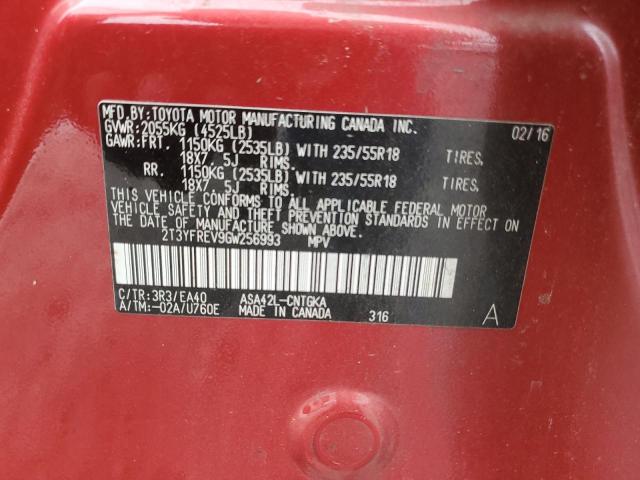 MFD.BY:TOYOTA MOTOR MANUFACTURING CANADA INC. 02/16
GVWR:2055KG (4525LB)
GAWR:FRT. 1150KG (2535LB) WITH 235/55R18 TIRES,
18X7 5J RIMS.
RR. 1150KG (2535LB) WITH 235/55R18 TIRES,
18X7 5J RIMS.
THIS VEHICLE CONFORMS TO ALL APPLICABLE FEDERAL MOTOR
VEHICLE SAFETY AND THEFT PREVENTION STANDARDS IN EFFECT ON
THE DATE OF MANUFACTURE SHOWN ABOVE.
2T3YFREV9GW256993 MPV
C/TR:3R3/EA40 ASA42L-CNTGKA
A/TM:-02A/U760E MADE IN CANADA 316 A